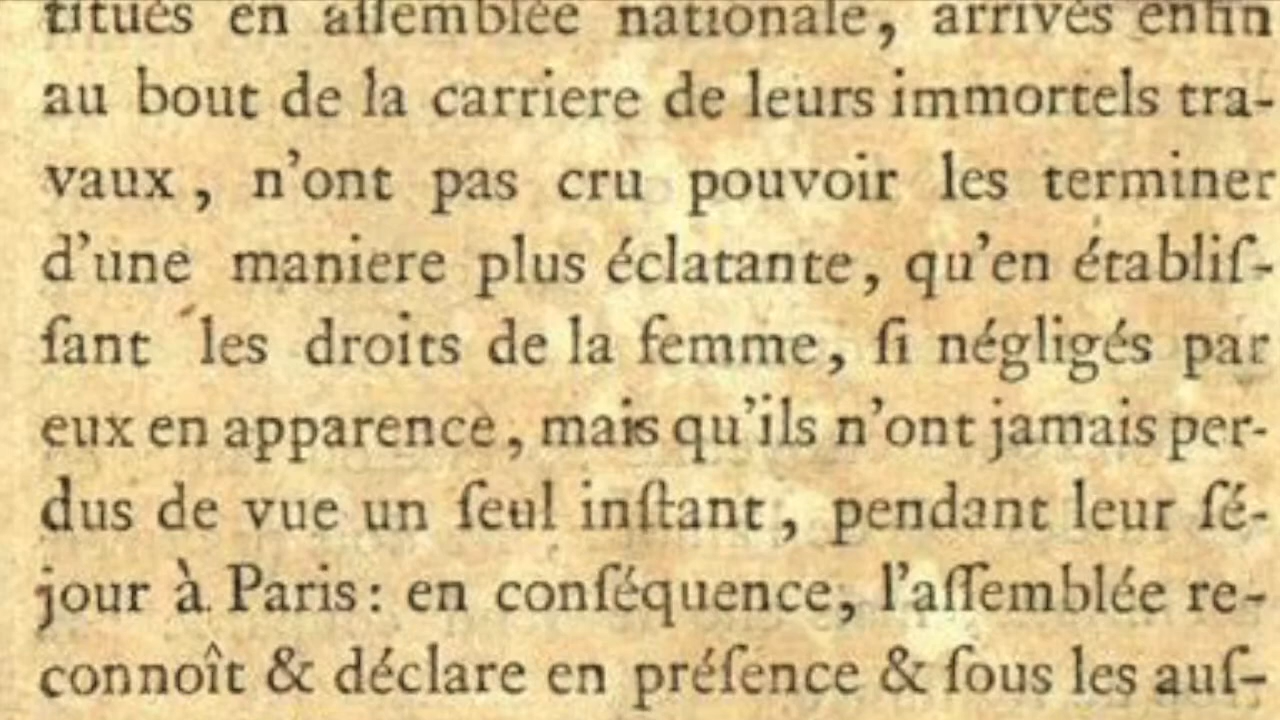 titués en aſſemblée nationale, arrivés enfin
au bout de la carriere de leurs immortels tra-
vaux, n'ont pas cru pouvoir les terminer
d'une maniere plus éclatante, qu'en établiſ-
ſant les droits de la femme, ſi négligés par
eux en apparence, mais qu'ils n'ont jamais per-
dus de vue un ſeul inſtant, pendant leur ſé-
jour à Paris: en conſéquence, l'aſſemblée re-
connoît & déclare en préſence & ſous les auſ-